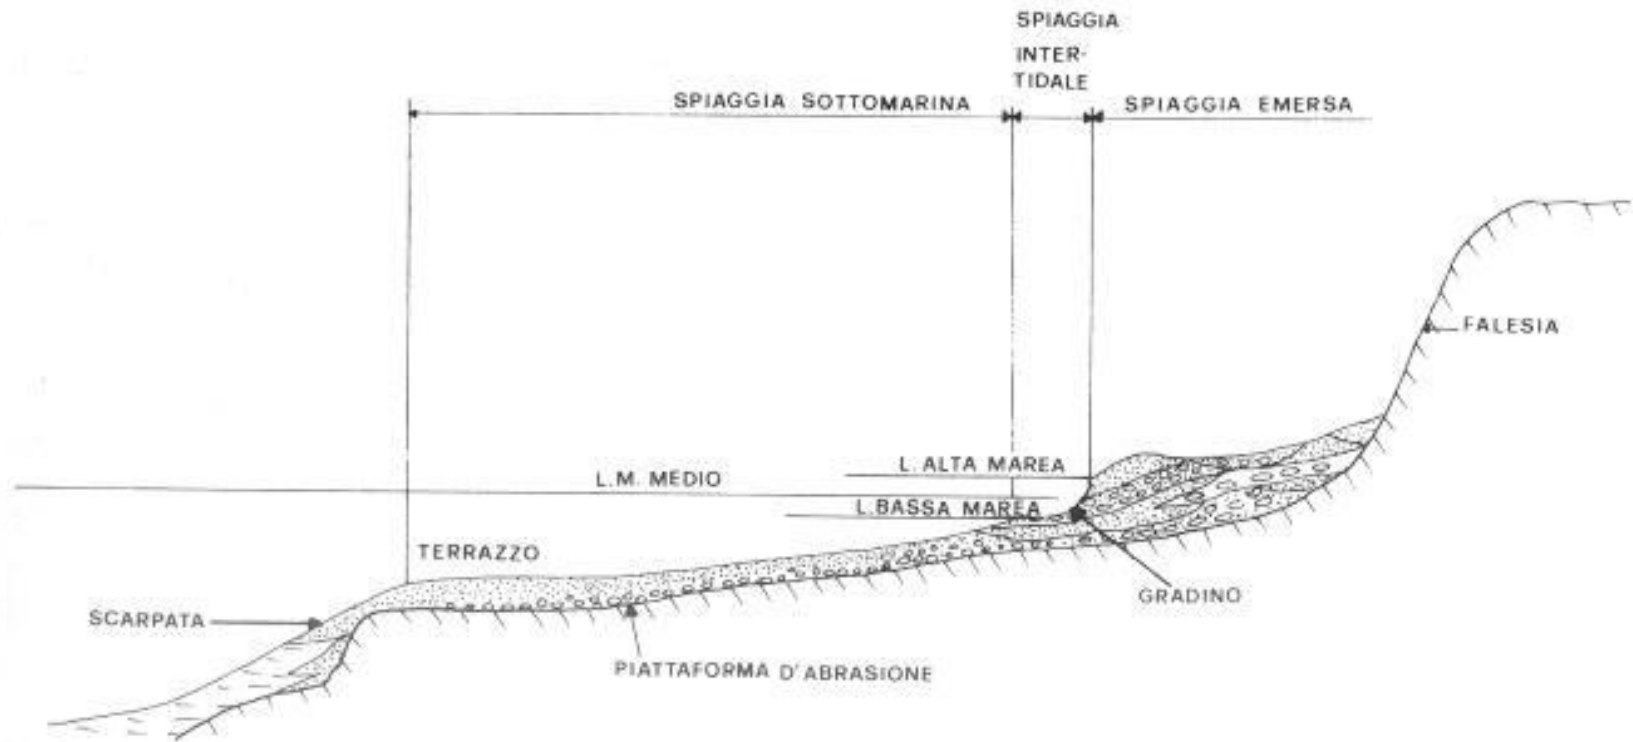 SPIAGGIA
INTER-
TIDALE
SPIAGGIA SOTTOMARINA
SPIAGGIA EMERSA
FALESIA
L. ALTA MAREA
L.M. MEDIO
L.BASSA MAREA
TERRAZZO
GRADINO
SCARPATA
PIATTAFORMA D'ABRASIONE